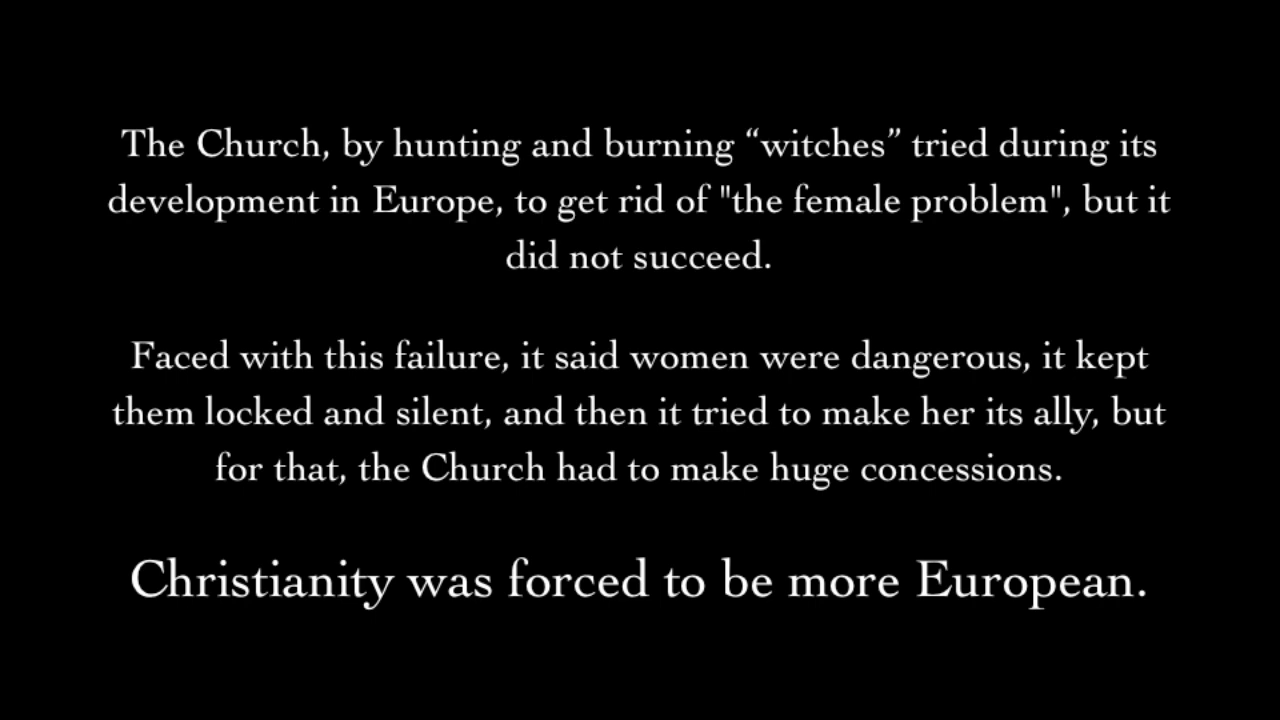 The Church, by hunting and burning “witches” tried during its
development in Europe, to get rid of "the female problem", but it
did not succeed.
Faced with this failure, it said women were dangerous, it kept
them locked and silent, and then it tried to make her its ally, but
for that, the Church had to make huge concessions.
Christianity was forced to be more European.